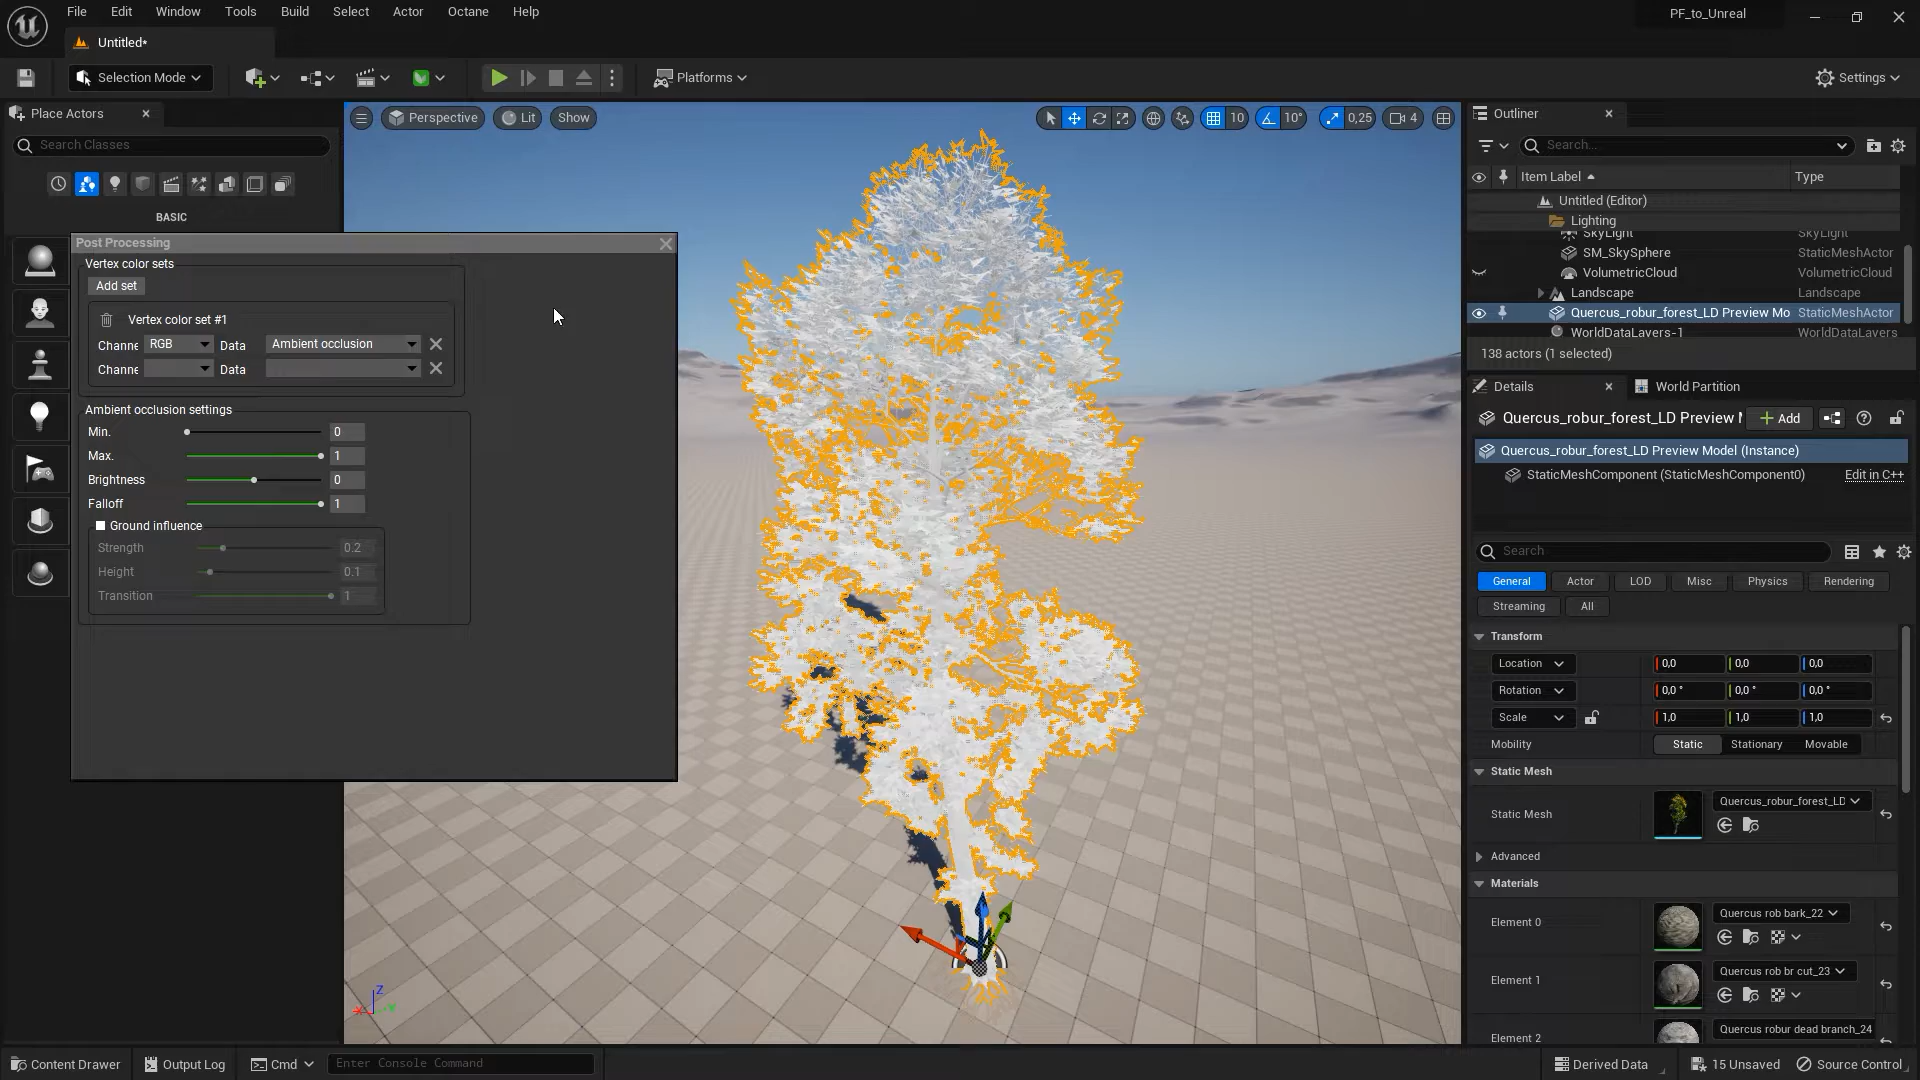 File Edit Window Tools Build Select Actor Octane Help
PF_to_Unreal
Untitled*
Selection Mode
Platforms
Settings
Place Actors
Search Classes
BASIC
Perspective
Lit
Show
10
10°
0,25
4
Post Processing
Vertex color sets
Add set
Vertex color set #1
Channe RGB Data Ambient occlusion
Channe Data
Ambient occlusion settings
Min. 0
Max. 1
Brightness 0
Falloff 1
Ground influence
Strength 0.2
Height 0.1
Transition 1
Z
Outliner
Search...
Item Label Type
Untitled (Editor)
Lighting
SkyLight SkyLight
SM_SkySphere StaticMeshActor
VolumetricCloud VolumetricCloud
Landscape Landscape
Quercus_robur_forest_LD Preview Mo StaticMeshActor
WorldDataLayers-1 WorldDataLayers
138 actors (1 selected)
Details
World Partition
Quercus_robur_forest_LD Preview M
Add
Quercus_robur_forest_LD Preview Model (Instance)
StaticMeshComponent (StaticMeshComponent0) Edit in C++
Search
General Actor LOD Misc Physics Rendering
Streaming All
Transform
Location 0,0 0,0 0,0
Rotation 0,0 ° 0,0 ° 0,0 °
Scale 1,0 1,0 1,0
Mobility Static Stationary Movable
Static Mesh
Static Mesh Quercus_robur_forest_LD
Advanced
Materials
Element 0 Quercus rob bark_22
Element 1 Quercus rob br cut_23
Element 2 Quercus robur dead branch_24
Content Drawer
Output Log
Cmd
Enter Console Command
Derived Data
15 Unsaved
Source Control